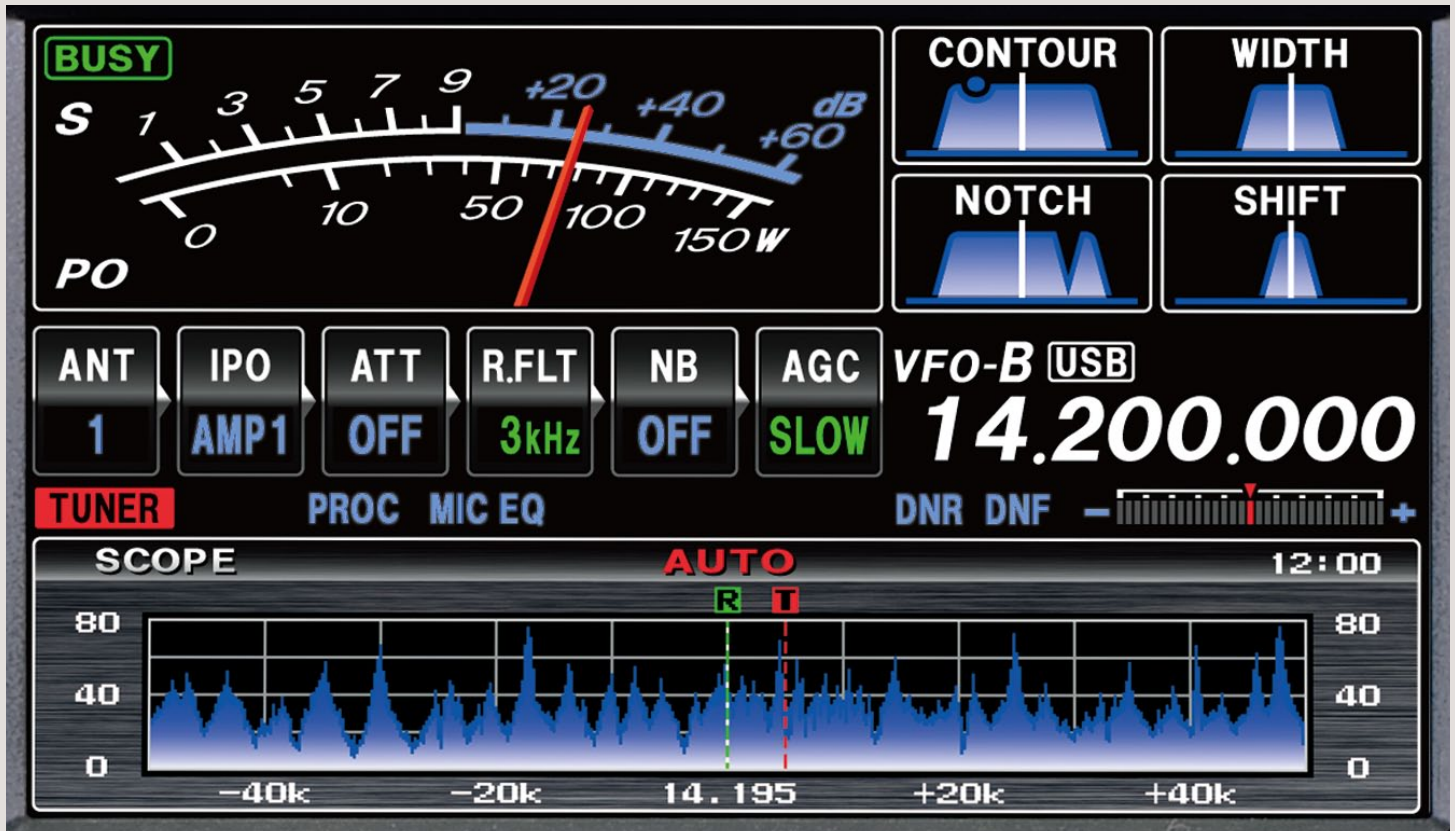 BUSY
S 1 3 5 7 9 +20 +40 +60 dB
0 10 50 100 150 W
PO
CONTOUR WIDTH
NOTCH SHIFT
ANT IPO ATT R.FLT NB AGC
1 AMP1 OFF 3kHz OFF SLOW
VFO-B USB
14.200.000
TUNER PROC MIC EQ DNR DNF - +
SCOPE AUTO 12:00
R T
80 80
40 40
0 0
-40k -20k 14.195 +20k +40k